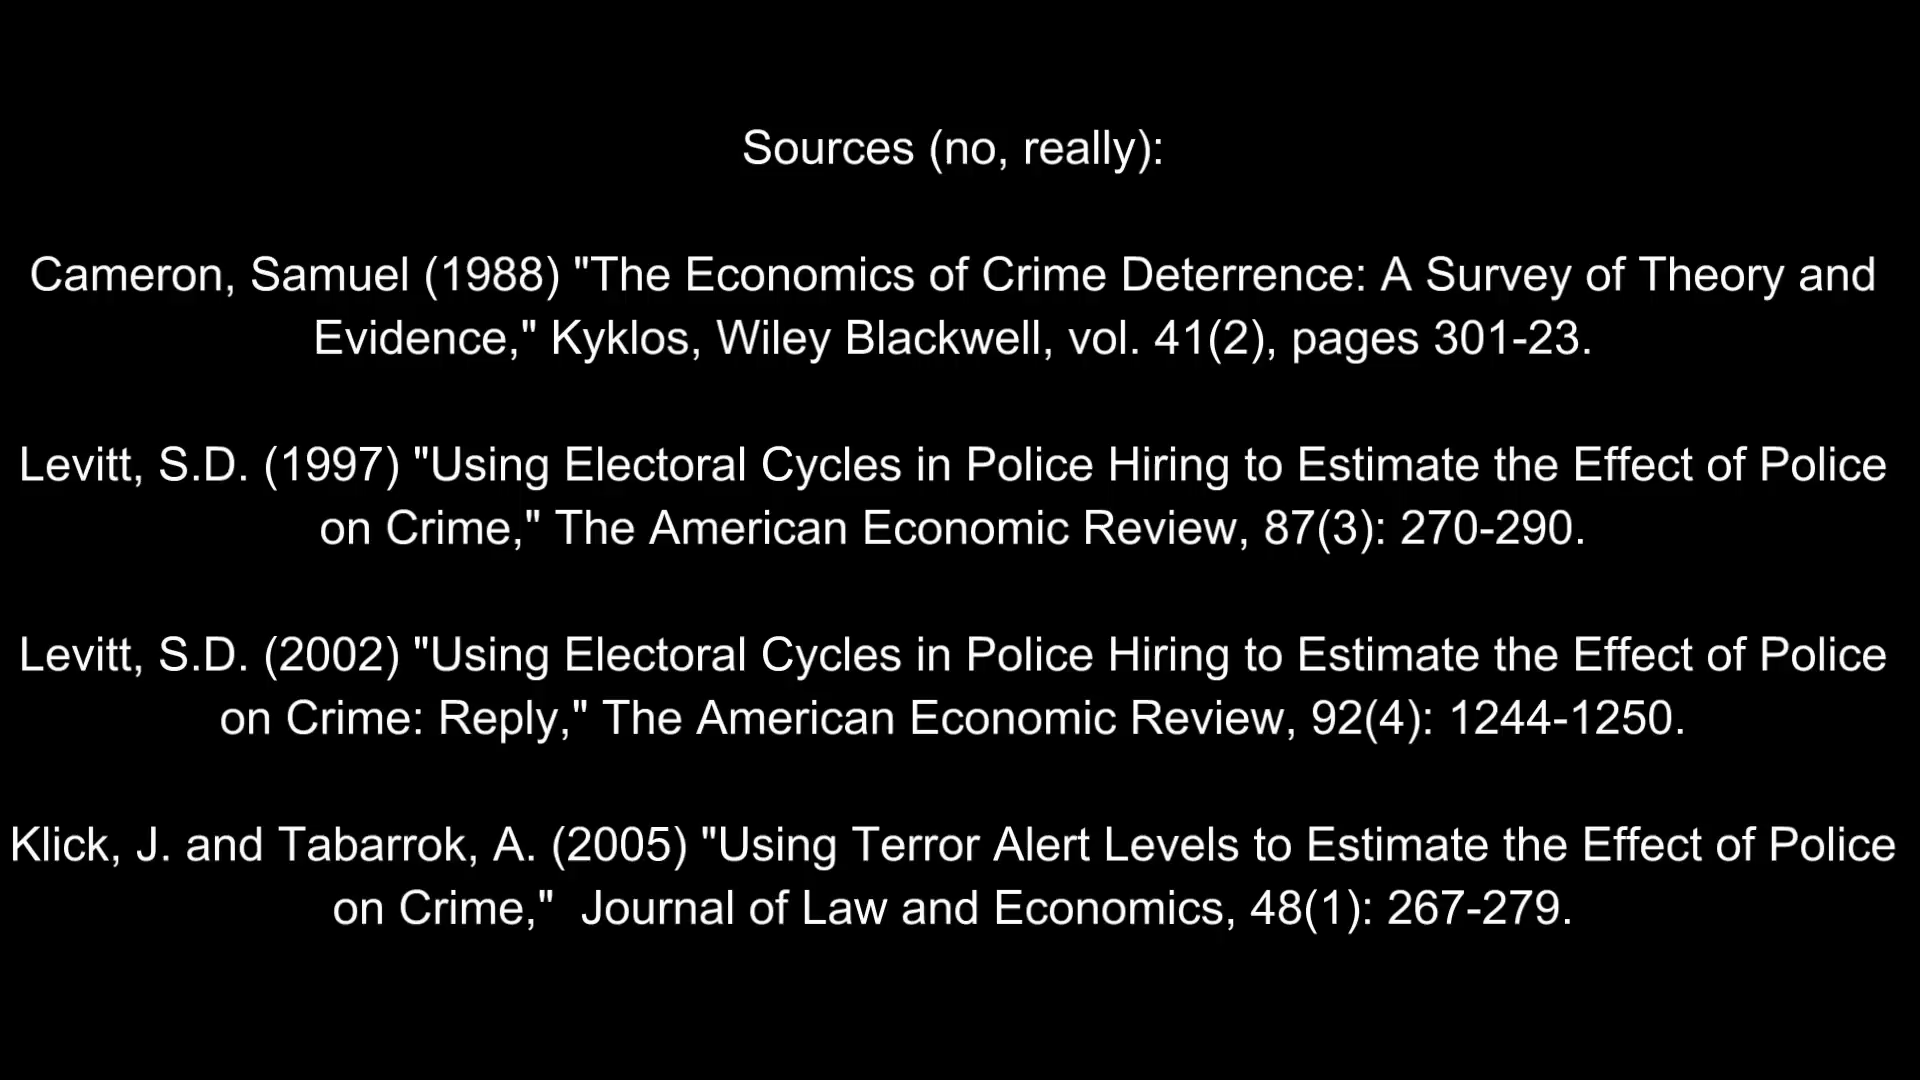 Sources (no, really):
Cameron, Samuel (1988) "The Economics of Crime Deterrence: A Survey of Theory and
Evidence," Kyklos, Wiley Blackwell, vol. 41(2), pages 301-23.
Levitt, S.D. (1997) "Using Electoral Cycles in Police Hiring to Estimate the Effect of Police
on Crime," The American Economic Review, 87(3): 270-290.
Levitt, S.D. (2002) "Using Electoral Cycles in Police Hiring to Estimate the Effect of Police
on Crime: Reply," The American Economic Review, 92(4): 1244-1250.
Klick, J. and Tabarrok, A. (2005) "Using Terror Alert Levels to Estimate the Effect of Police
on Crime,"  Journal of Law and Economics, 48(1): 267-279.